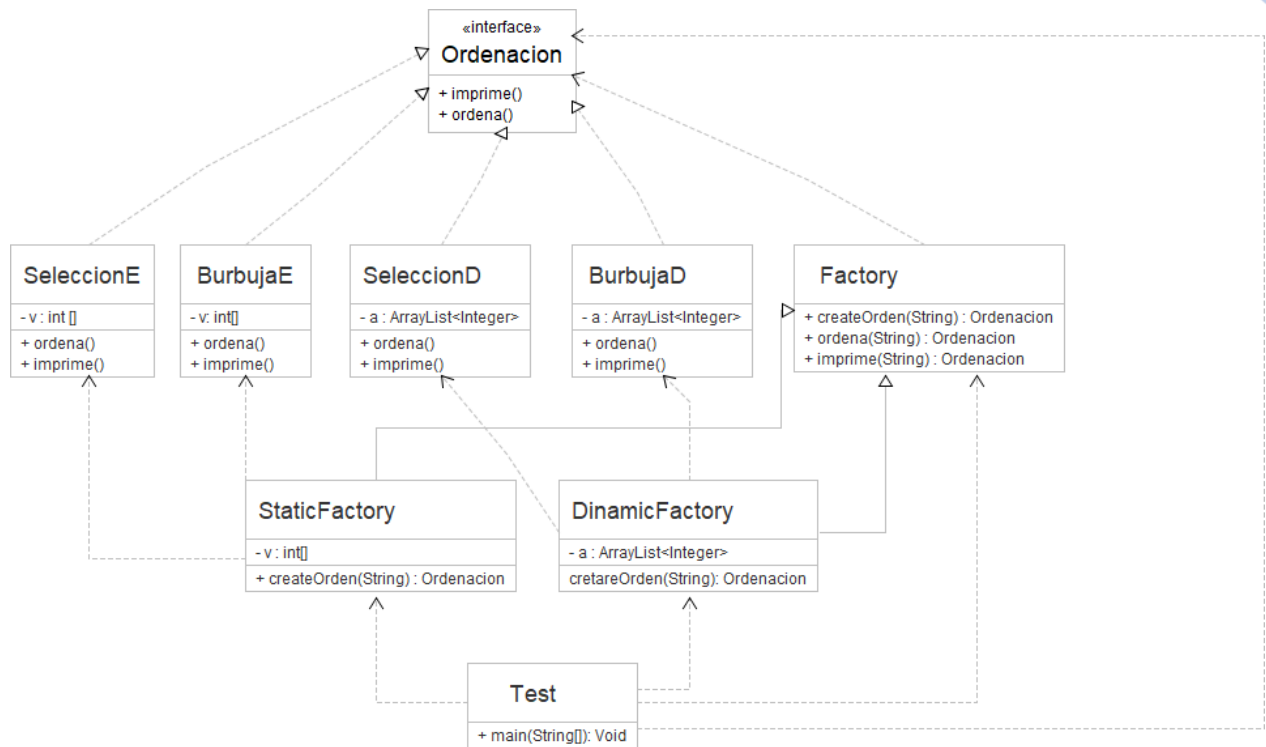 «interface»
Ordenacion
+ imprime()
+ ordena()
SeleccionE
- v : int []
+ ordena()
+ imprime()
BurbujaE
- v: int[]
+ ordena()
+ imprime()
SeleccionD
- a : ArrayList<Integer>
+ ordena()
+ imprime()
BurbujaD
- a : ArrayList<Integer>
+ ordena()
+ imprime()
Factory
+ createOrden(String) : Ordenacion
+ ordena(String) : Ordenacion
+ imprime(String) : Ordenacion
StaticFactory
- v : int[]
+ createOrden(String) : Ordenacion
DinamicFactory
- a : ArrayList<Integer>
cretareOrden(String): Ordenacion
Test
+ main(String[]): Void